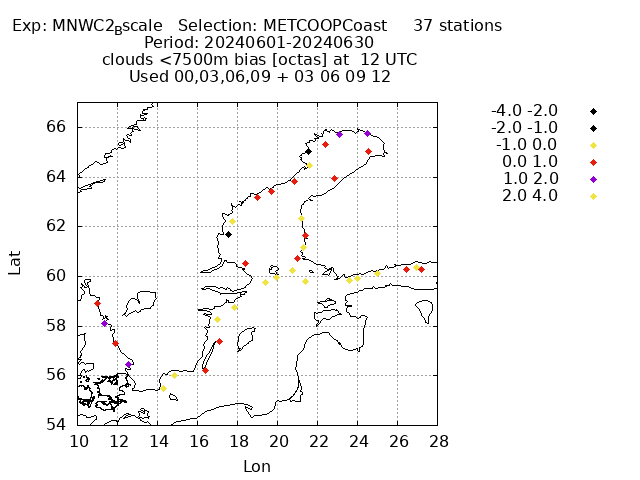 Exp: MNWC2_Bscale   Selection: METCOOPCoast     37 stations
Period: 20240601-20240630
clouds <7500m bias [octas] at  12 UTC
Used 00,03,06,09 + 03 06 09 12
-4.0 -2.0
-2.0 -1.0
-1.0 0.0
0.0 1.0
1.0 2.0
2.0 4.0
66
64
62
60
58
56
54
Lat
10 12 14 16 18 20 22 24 26 28
Lon